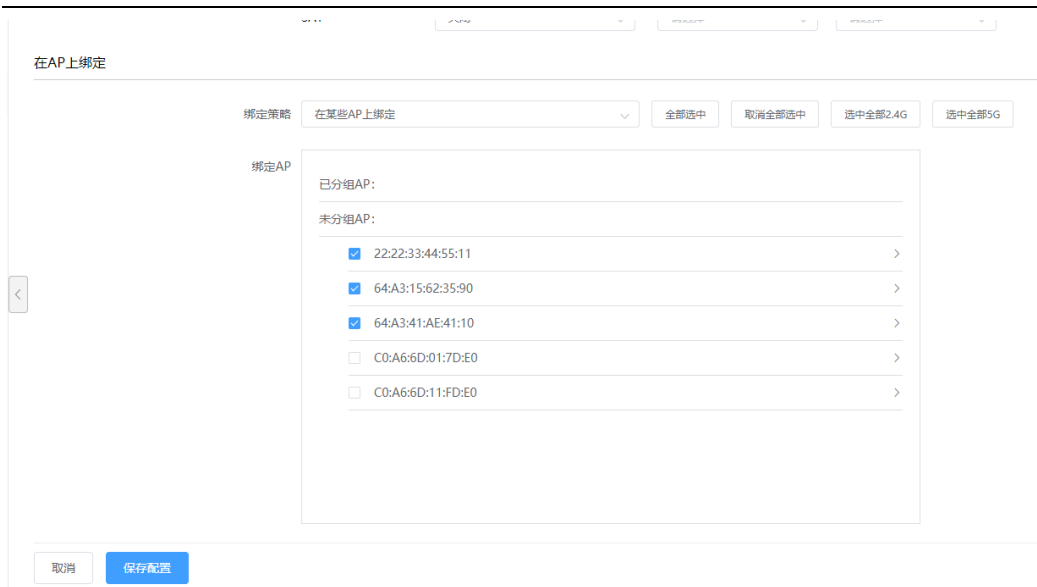 在AP上绑定
绑定策略 在某些AP上绑定 全部选中 取消全部选中 选中全部2.4G 选中全部5G
绑定AP
已分组AP：
未分组AP：
22:22:33:44:55:11
64:A3:15:62:35:90
64:A3:41:AE:41:10
C0:A6:6D:01:7D:E0
C0:A6:6D:11:FD:E0
取消 保存配置